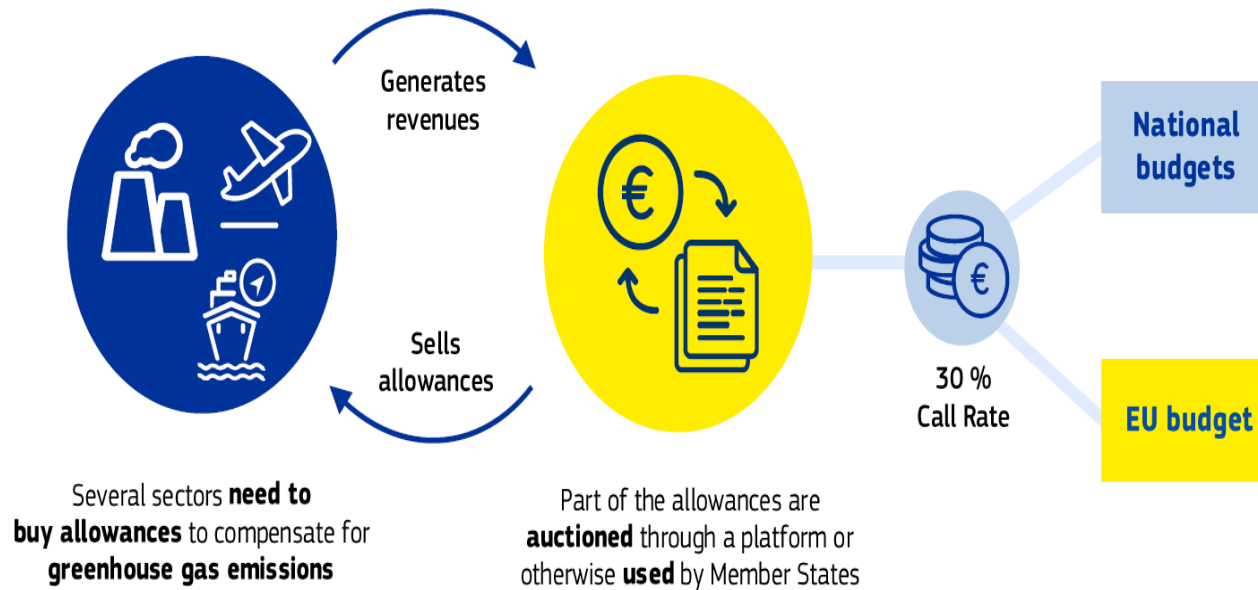 Generates
revenues
Sells
allowances
Several sectors need to
buy allowances to compensate for
greenhouse gas emissions
€
Part of the allowances are
auctioned through a platform or
otherwise used by Member States
€
30 %
Call Rate
National
budgets
EU budget